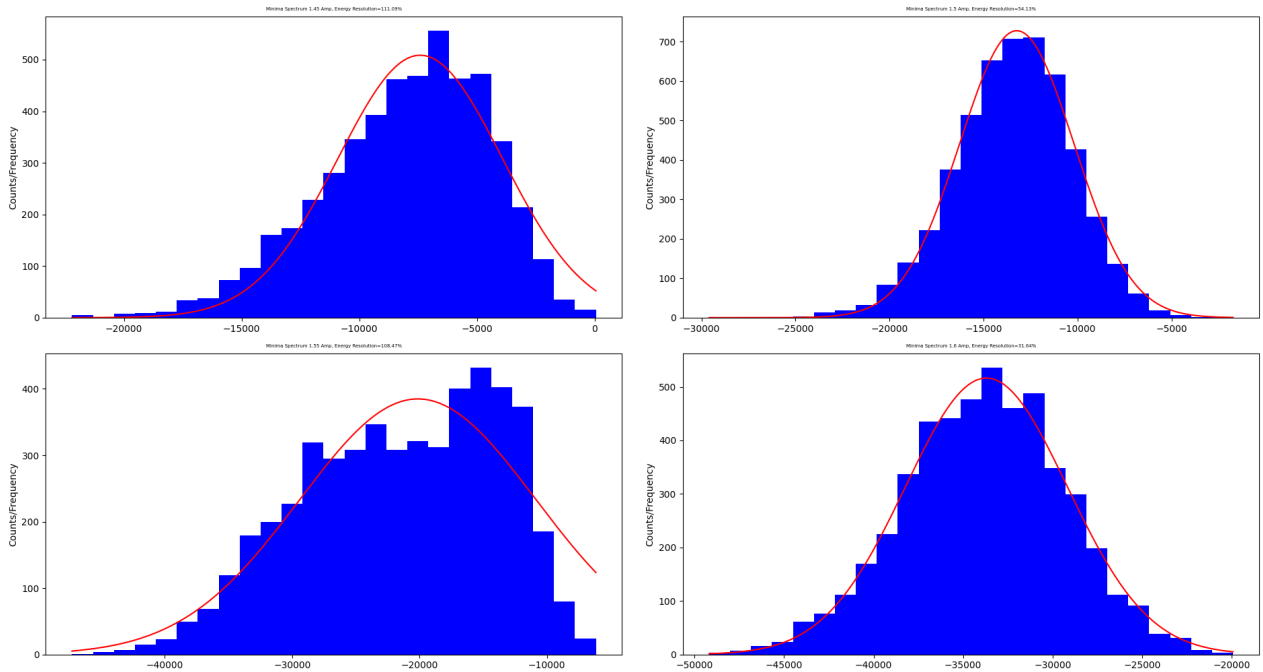 Minima Spectrum 1.45 Amp, Energy Resolution=111.09%
Counts/Frequency
500
400
300
200
100
0
−20000 −15000 −10000 −5000 0
Minima Spectrum 1.5 Amp, Energy Resolution=54.13%
Counts/Frequency
700
600
500
400
300
200
100
0
−30000 −25000 −20000 −15000 −10000 −5000
Minima Spectrum 1.55 Amp, Energy Resolution=108.47%
Counts/Frequency
400
300
200
100
0
−40000 −30000 −20000 −10000
Minima Spectrum 1.6 Amp, Energy Resolution=31.64%
Counts/Frequency
500
400
300
200
100
0
−50000 −45000 −40000 −35000 −30000 −25000 −20000